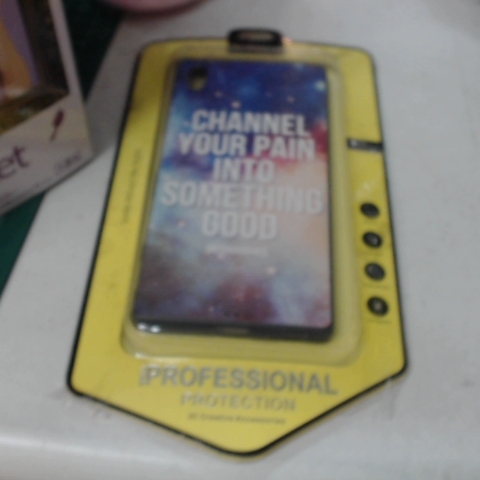 CHANNEL
YOUR PAIN
INTO
SOMETHING
GOOD
PROFESSIONAL
PROTECTION
et